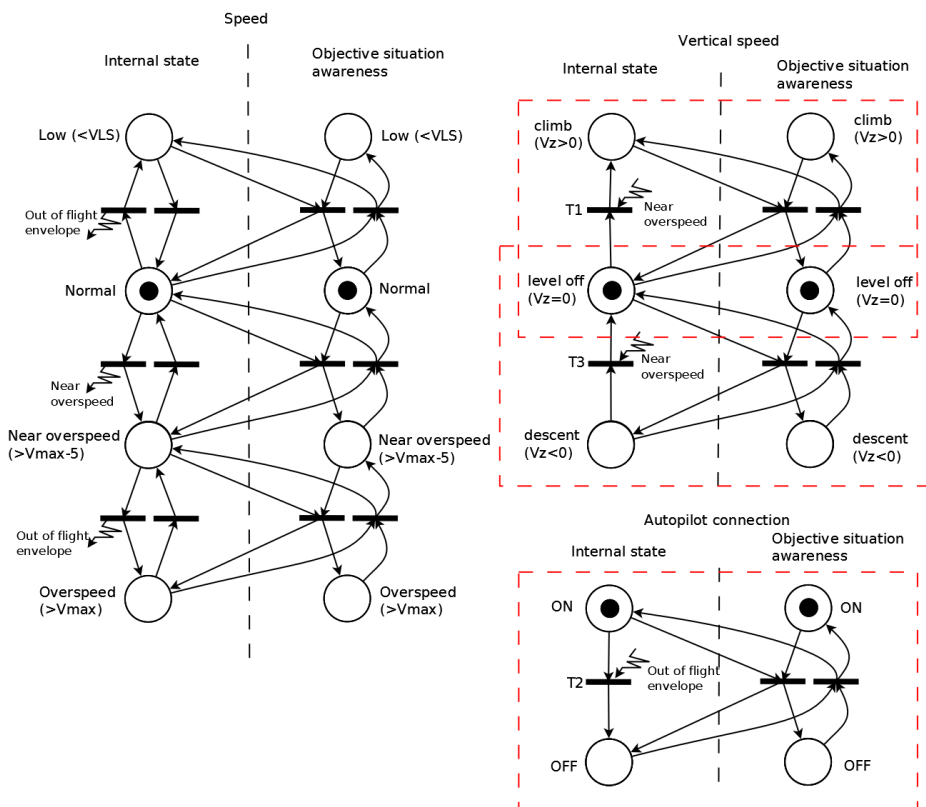 Speed
Internal state
Objective situation
awareness
Low (<VLS)
Low (<VLS)
Out of flight
envelope
Normal
Normal
Near
overspeed
Near overspeed
(>Vmax-5)
Near overspeed
(>Vmax-5)
Out of flight
envelope
Overspeed
(>Vmax)
Overspeed
(>Vmax)
Vertical speed
Internal state
Objective situation
awareness
climb
(Vz>0)
climb
(Vz>0)
T1
Near
overspeed
level off
(Vz=0)
level off
(Vz=0)
T3
Near
overspeed
descent
(Vz<0)
descent
(Vz<0)
Autopilot connection
Internal state
Objective situation
awareness
ON
ON
T2
Out of flight
envelope
OFF
OFF